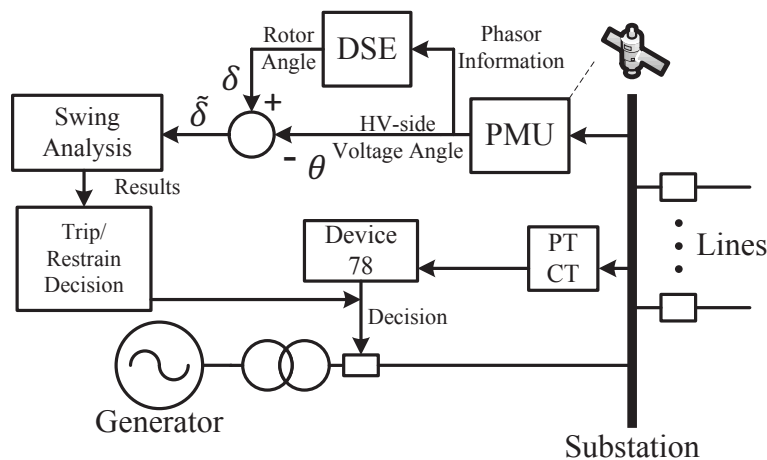 Rotor
Angle
DSE
Phasor
Information
δ
+
δ̃
Swing
Analysis
HV-side
Voltage Angle
PMU
- θ
Results
Trip/
Restrain
Decision
Device
78
PT
CT
Lines
Decision
Generator
Substation